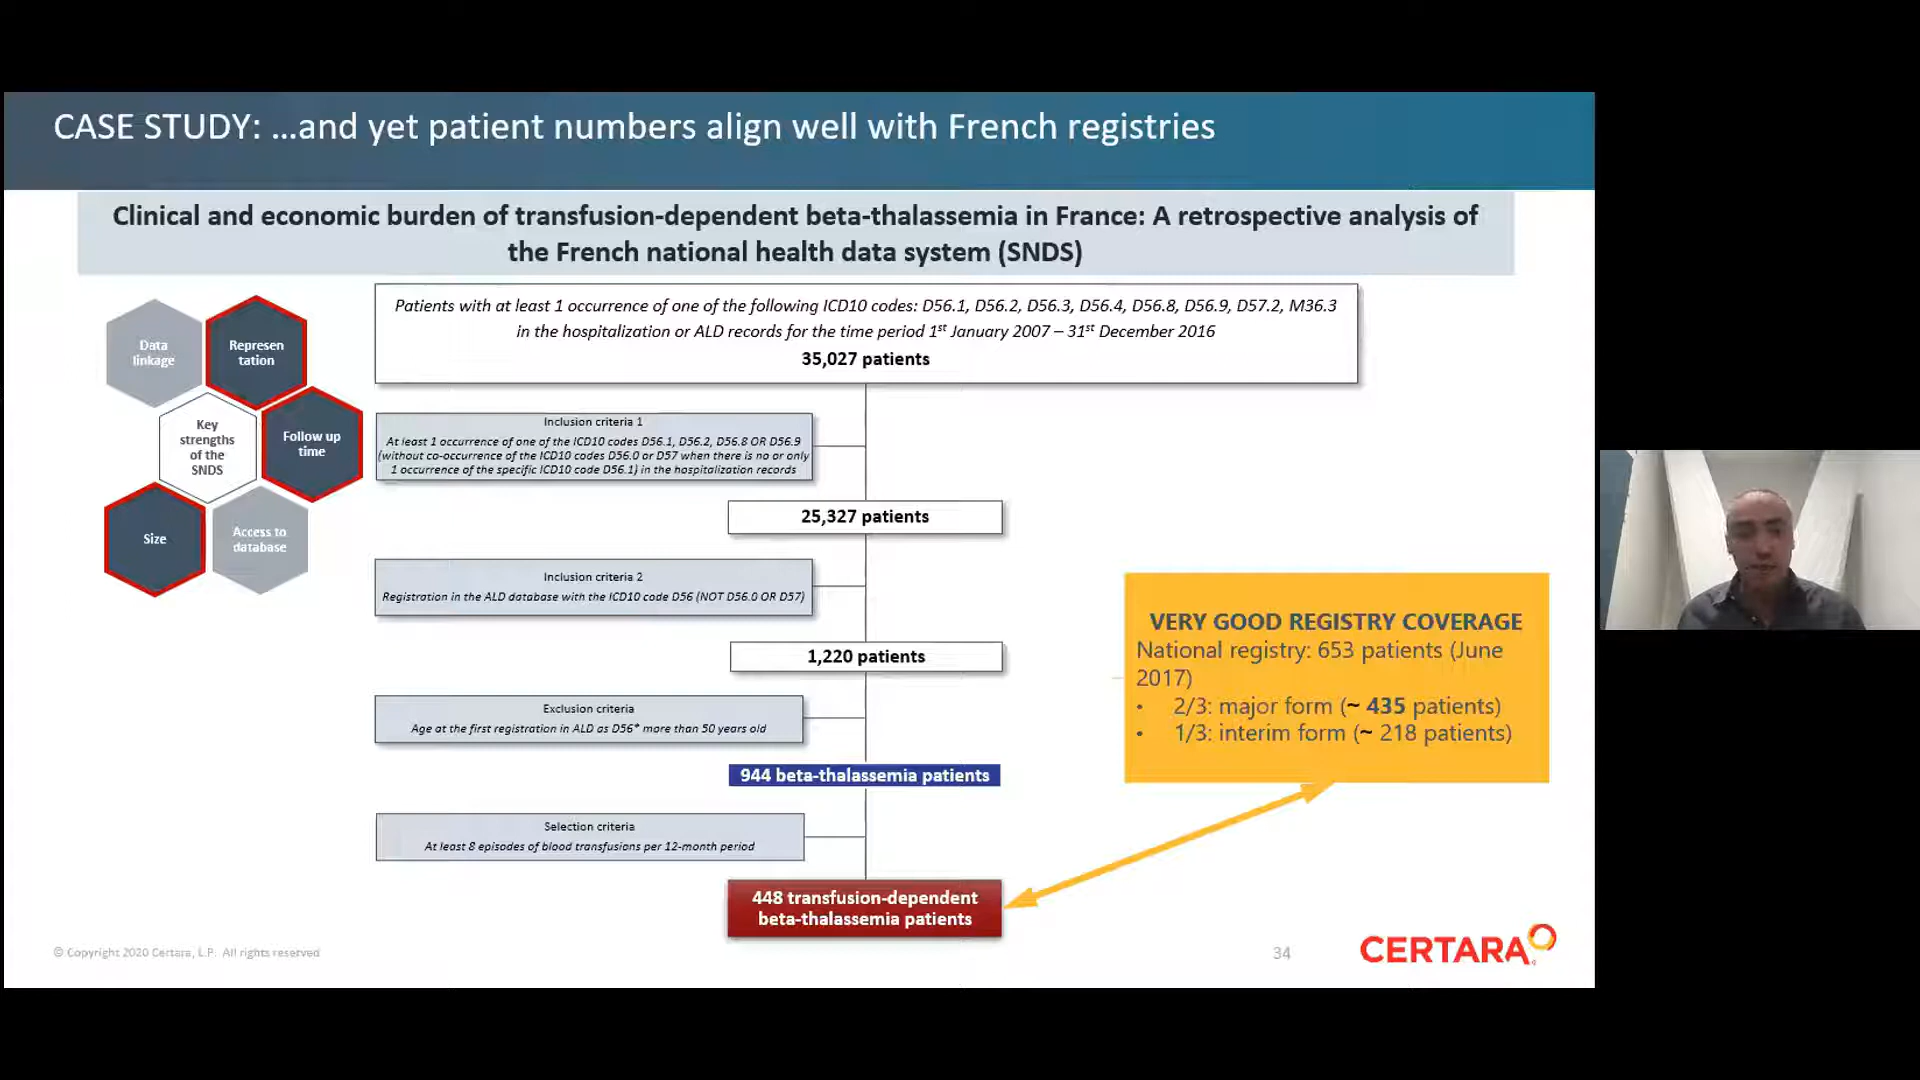 CASE STUDY: ...and yet patient numbers align well with French registries
Clinical and economic burden of transfusion-dependent beta-thalassemia in France: A retrospective analysis of
the French national health data system (SNDS)
Data
linkage
Represen
tation
Key
strengths
of the
SNDS
Follow up
time
Size
Access to
database
Patients with at least 1 occurrence of one of the following ICD10 codes: D56.1, D56.2, D56.3, D56.4, D56.8, D56.9, D57.2, M36.3
in the hospitalization or ALD records for the time period 1st January 2007 – 31st December 2016
35,027 patients
Inclusion criteria 1
At least 1 occurrence of one of the ICD10 codes D56.1, D56.2, D56.8 OR D56.9
(without co-occurrence of the ICD10 codes D56.0 or D57 when there is no or only
1 occurrence of the specific ICD10 code D56.1) in the hospitalization records
25,327 patients
Inclusion criteria 2
Registration in the ALD database with the ICD10 code D56 (NOT D56.0 OR D57)
1,220 patients
Exclusion criteria
Age at the first registration in ALD as D56* more than 50 years old
944 beta-thalassemia patients
Selection criteria
At least 8 episodes of blood transfusions per 12-month period
448 transfusion-dependent
beta-thalassemia patients
VERY GOOD REGISTRY COVERAGE
National registry: 653 patients (June
2017)
• 2/3: major form (~ 435 patients)
• 1/3: interim form (~ 218 patients)
© Copyright 2020 Certara, L.P. All rights reserved
34
CERTARA